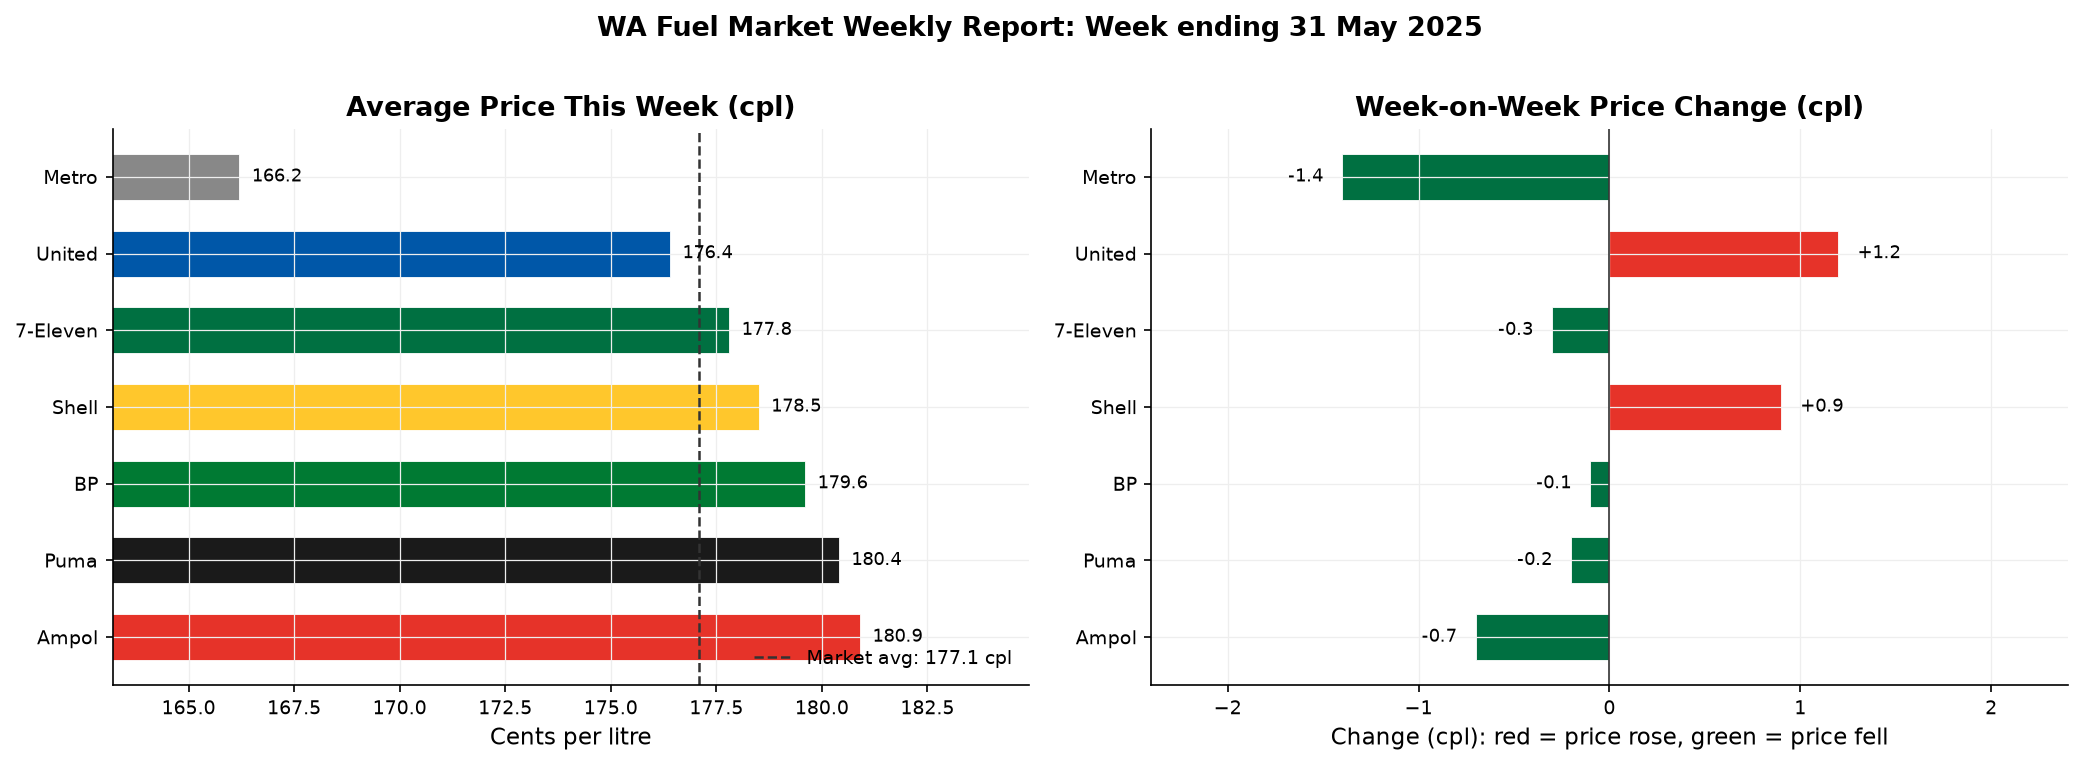 WA Fuel Market Weekly Report: Week ending 31 May 2025
Average Price This Week (cpl)
Metro
166.2
United
176.4
7-Eleven
177.8
Shell
178.5
BP
179.6
Puma
180.4
Ampol
180.9
Market avg: 177.1 cpl
165.0 167.5 170.0 172.5 175.0 177.5 180.0 182.5
Cents per litre
Week-on-Week Price Change (cpl)
Metro
-1.4
United
+1.2
7-Eleven
-0.3
Shell
+0.9
BP
-0.1
Puma
-0.2
Ampol
-0.7
−2 −1 0 1 2
Change (cpl): red = price rose, green = price fell